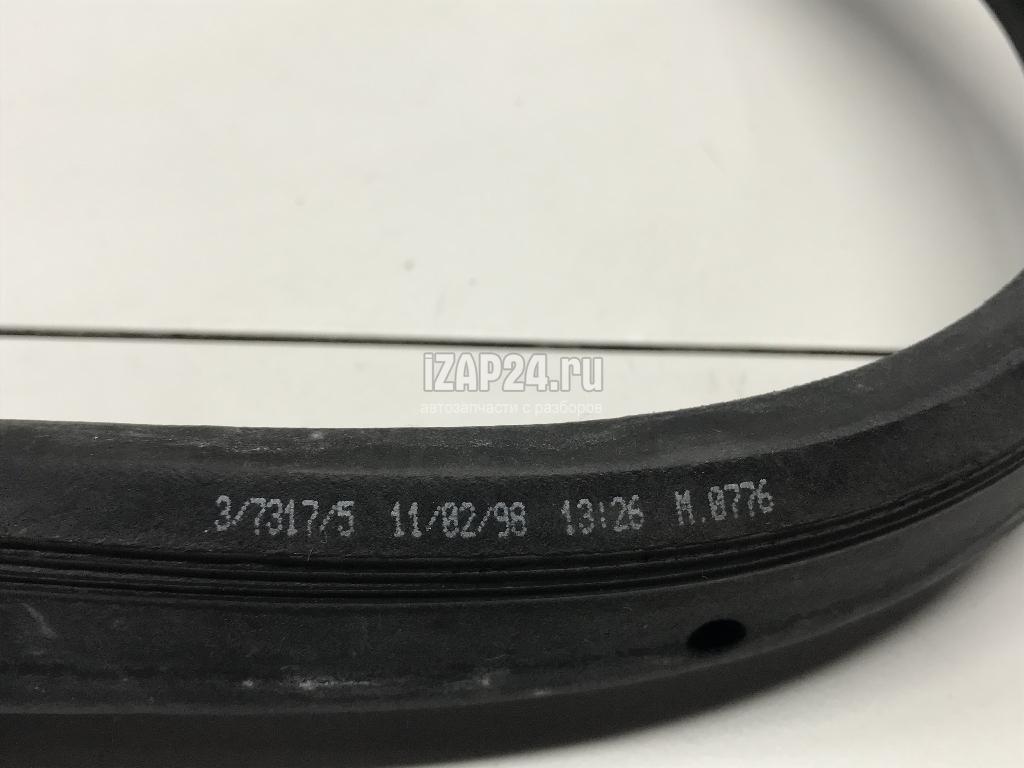 iZAP24.ru
автозапчасти с разборов
3/7317/5 11/02/98 13:26 M.0776